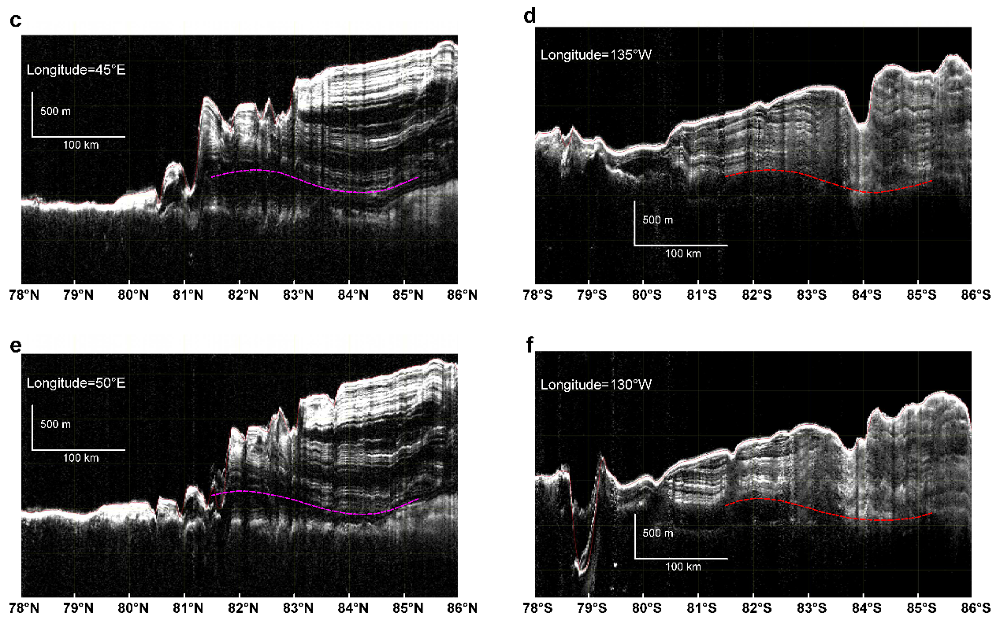 c
Longitude=45°E
500 m
100 km
78°N 79°N 80°N 81°N 82°N 83°N 84°N 85°N 86°N
d
Longitude=135°W
500 m
100 km
78°S 79°S 80°S 81°S 82°S 83°S 84°S 85°S 86°S
e
Longitude=50°E
500 m
100 km
78°N 79°N 80°N 81°N 82°N 83°N 84°N 85°N 86°N
f
Longitude=130°W
500 m
100 km
78°S 79°S 80°S 81°S 82°S 83°S 84°S 85°S 86°S